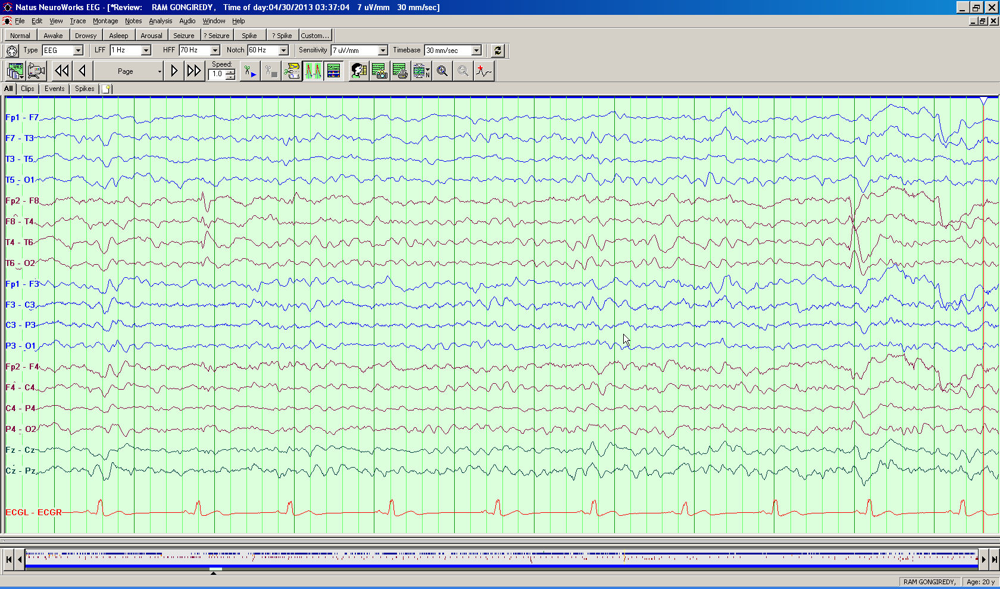 Natus NeuroWorks EEG - [*Review: RAM GONGIREDY, Time of day:04/30/2013 03:37:04 7 uV/mm 30 mm/sec]
File Edit View Trace Montage Notes Analysis Audio Window Help
Normal Awake Drowsy Asleep Arousal Seizure ? Seizure Spike ? Spike Custom...
Type EEG LFF 1 Hz HFF 70 Hz Notch 60 Hz Sensitivity 7 uV/mm Timebase 30 mm/sec
Page Speed: 1.0 N
All Clips Events Spikes
Fp1 - F7
F7 - T3
T3 - T5
T5 - O1
Fp2 - F8
F8 - T4
T4 - T6
T6 - O2
Fp1 - F3
F3 - C3
C3 - P3
P3 - O1
Fp2 - F4
F4 - C4
C4 - P4
P4 - O2
Fz - Cz
Cz - Pz
ECGL - ECGR
RAM GONGIREDY, Age: 20 y